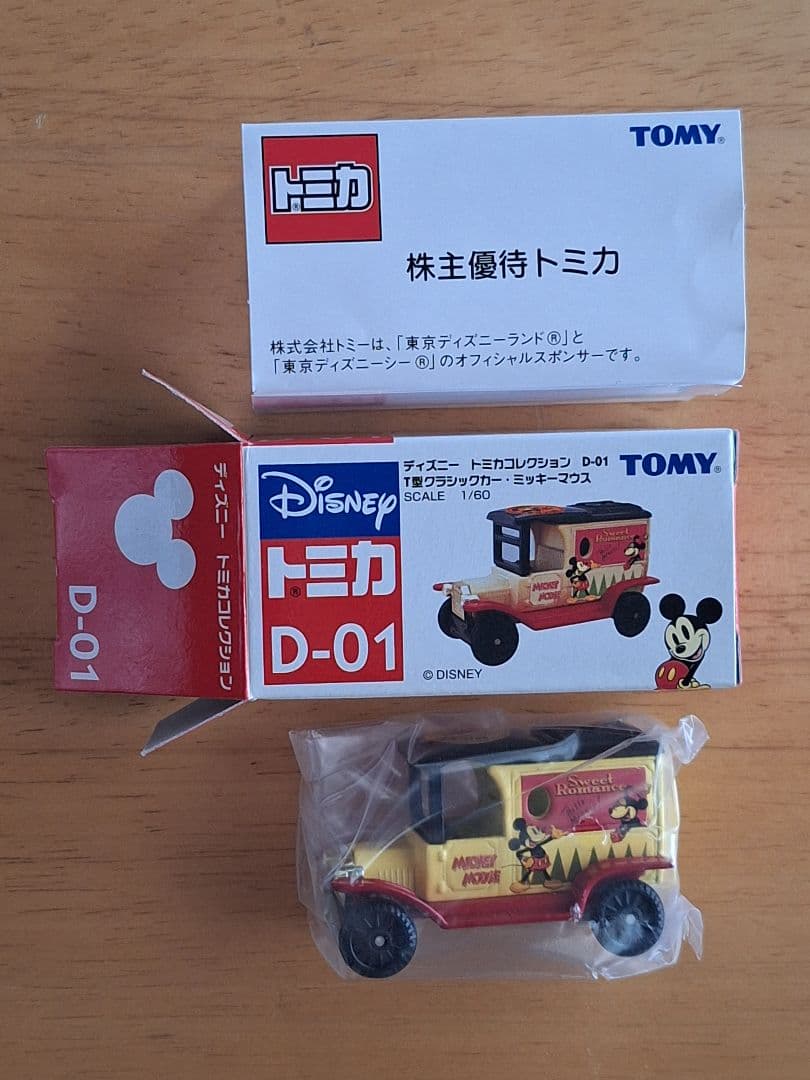 トミカ®
TOMY®
株主優待トミカ
株式会社トミーは、「東京ディズニーランド®」と
「東京ディズニーシー®」のオフィシャルスポンサーです。
ディズニー トミカコレクション
D-01
DISNEY
トミカ®
D-01
ディズニー トミカコレクション D-01
T型クラシックカー・ミッキーマウス
SCALE 1/60
TOMY®
Sweet
Romance
MICKEY
MOUSE
© DISNEY
Sweet
Romance
MICKEY
MOUSE